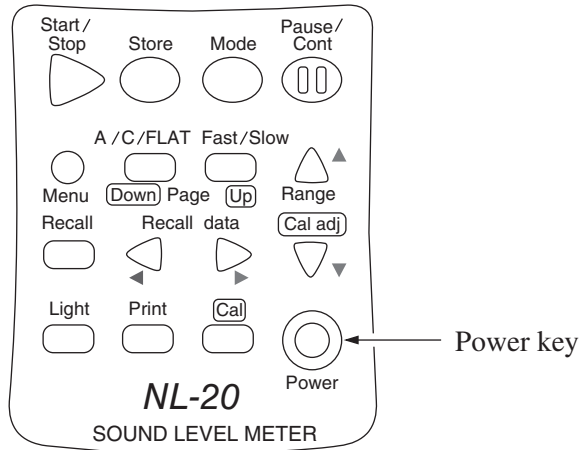 Start/
Stop
Store
Mode
Pause/
Cont
A/C/FLAT
Fast/Slow
Menu
Down Page Up
Range
Recall
Recall data
Cal adj
Light
Print
Cal
Power
Power key
NL-20
SOUND LEVEL METER